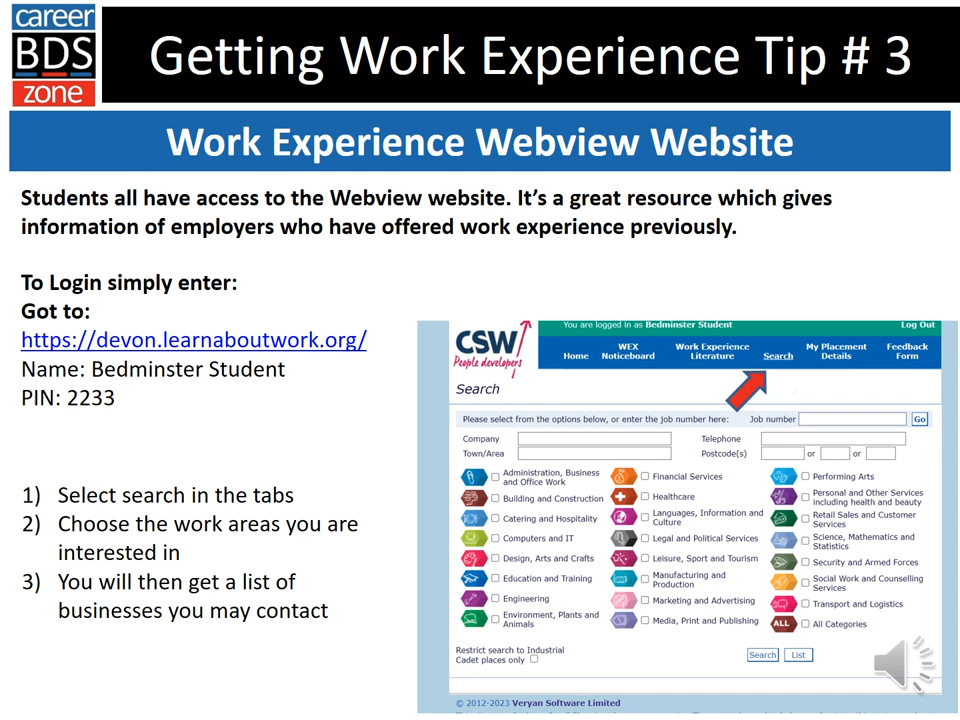 career
BDS
zone
Getting Work Experience Tip # 3
Work Experience Webview Website
Students all have access to the Webview website. It’s a great resource which gives
information of employers who have offered work experience previously.
To Login simply enter:
Got to:
https://devon.learnaboutwork.org/
Name: Bedminster Student
PIN: 2233
1) Select search in the tabs
2) Choose the work areas you are
interested in
3) You will then get a list of
businesses you may contact
CSW
People developers
You are logged in as Bedminster Student
Log Out
Home
WEX
Noticeboard
Work Experience
Literature
Search
My Placement
Details
Feedback
Form
Search
Please select from the options below, or enter the job number here: Job number Go
Company
Telephone
Town/Area
Postcode(s) or or
Administration, Business
and Office Work
Building and Construction
Catering and Hospitality
Computers and IT
Design, Arts and Crafts
Education and Training
Engineering
Environment, Plants and
Animals
Financial Services
Healthcare
Languages, Information and
Culture
Legal and Political Services
Leisure, Sport and Tourism
Manufacturing and
Production
Marketing and Advertising
Media, Print and Publishing
Performing Arts
Personal and Other Services
including health and beauty
Retail Sales and Customer
Services
Science, Mathematics and
Statistics
Security and Armed Forces
Social Work and Counselling
Services
Transport and Logistics
ALL All Categories
Restrict search to Industrial
Cadet places only
Search
List
© 2012-2023 Veryan Software Limited